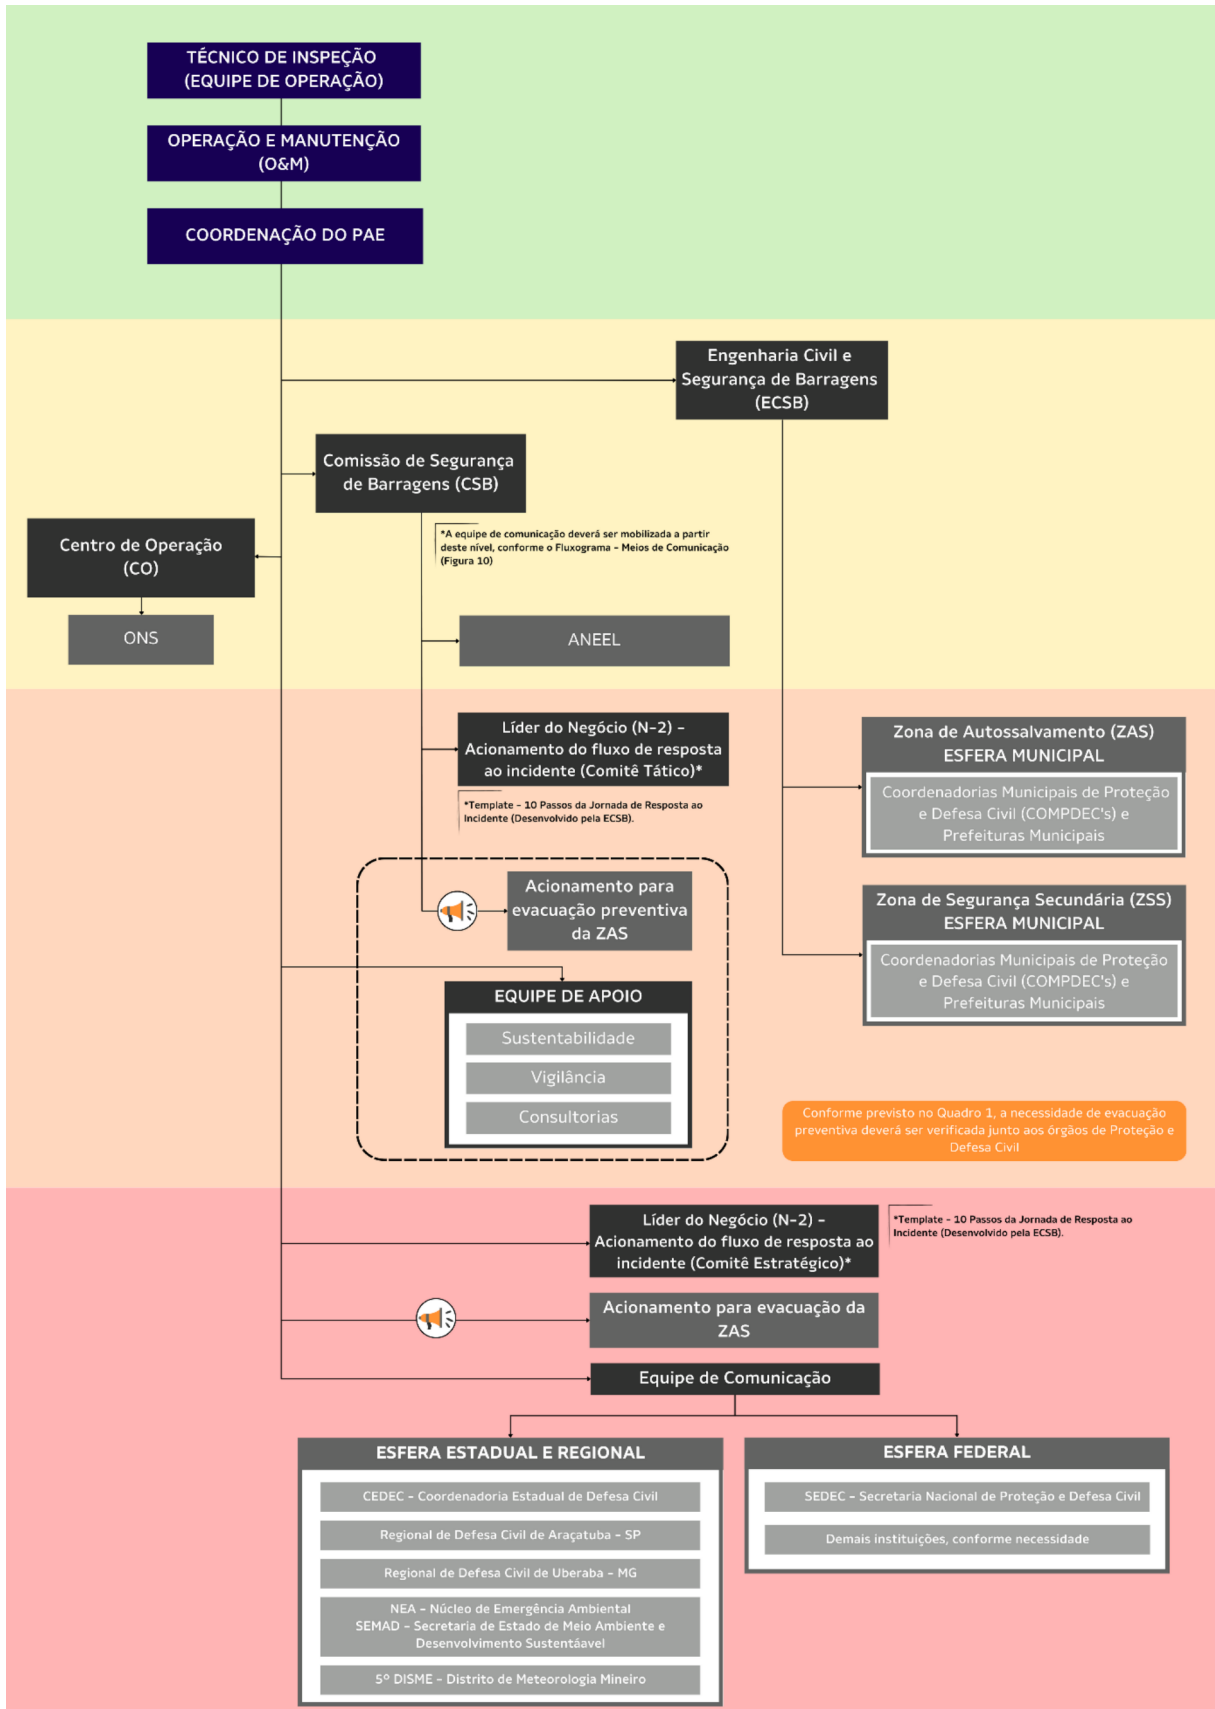 TÉCNICO DE INSPEÇÃO
(EQUIPE DE OPERAÇÃO)
OPERAÇÃO E MANUTENÇÃO
(O&M)
COORDENAÇÃO DO PAE
Engenharia Civil e
Segurança de Barragens
(ECSB)
Comissão de Segurança
de Barragens (CSB)
*A equipe de comunicação deverá ser mobilizada a partir
deste nível, conforme o Fluxograma – Meios de Comunicação
(Figura 10)
Centro de Operação
(CO)
ONS
ANEEL
Líder do Negócio (N-2) –
Acionamento do fluxo de resposta
ao incidente (Comitê Tático)*
*Template – 10 Passos da Jornada de Resposta ao
Incidente (Desenvolvido pela ECSB).
Zona de Autossalvamento (ZAS)
ESFERA MUNICIPAL
Coordenadorias Municipais de Proteção
e Defesa Civil (COMPDEC's) e
Prefeituras Municipais
Acionamento para
evacuação preventiva
da ZAS
Zona de Segurança Secundária (ZSS)
ESFERA MUNICIPAL
Coordenadorias Municipais de Proteção
e Defesa Civil (COMPDEC's) e
Prefeituras Municipais
EQUIPE DE APOIO
Sustentabilidade
Vigilância
Consultorias
Conforme previsto no Quadro 1, a necessidade de evacuação
preventiva deverá ser verificada junto aos órgãos de Proteção e
Defesa Civil
Líder do Negócio (N-2) –
Acionamento do fluxo de resposta ao
incidente (Comitê Estratégico)*
*Template – 10 Passos da Jornada de Resposta ao
Incidente (Desenvolvido pela ECSB).
Acionamento para evacuação da
ZAS
Equipe de Comunicação
ESFERA ESTADUAL E REGIONAL
CEDEC – Coordenadoria Estadual de Defesa Civil
Regional de Defesa Civil de Araçatuba – SP
Regional de Defesa Civil de Uberaba – MG
NEA – Núcleo de Emergência Ambiental
SEMAD – Secretaria de Estado de Meio Ambiente e
Desenvolvimento Sustentáavel
5º DISME – Distrito de Meteorologia Mineiro
ESFERA FEDERAL
SEDEC – Secretaria Nacional de Proteção e Defesa Civil
Demais instituições, conforme necessidade